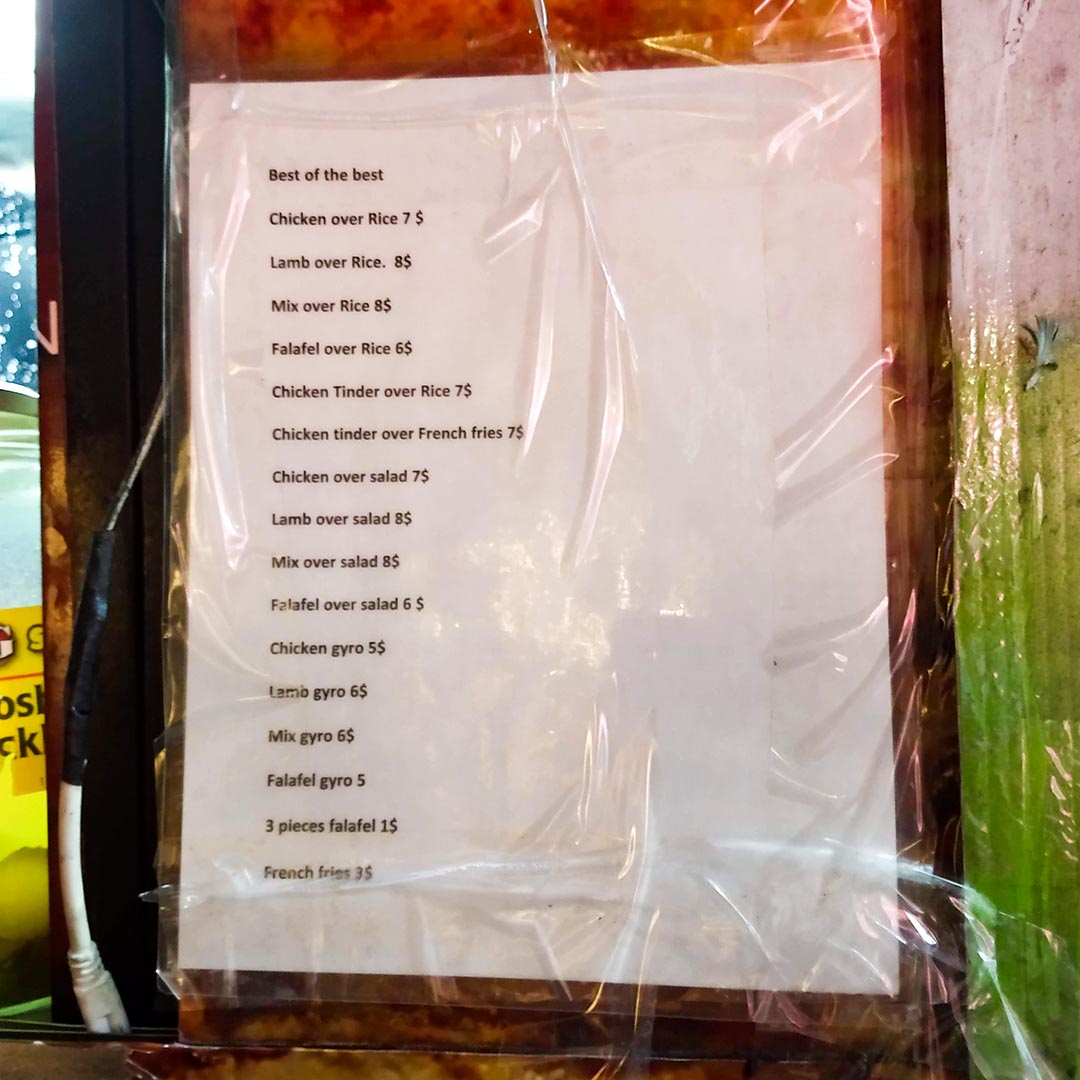 Best of the best
Chicken over Rice 7 $
Lamb over Rice.  8$
Mix over Rice 8$
Falafel over Rice 6$
Chicken Tinder over Rice 7$
Chicken tinder over French fries 7$
Chicken over salad 7$
Lamb over salad 8$
Mix over salad 8$
Falafel over salad 6 $
Chicken gyro 5$
Lamb gyro 6$
Mix gyro 6$
Falafel gyro 5
3 pieces falafel 1$
French fries 3$